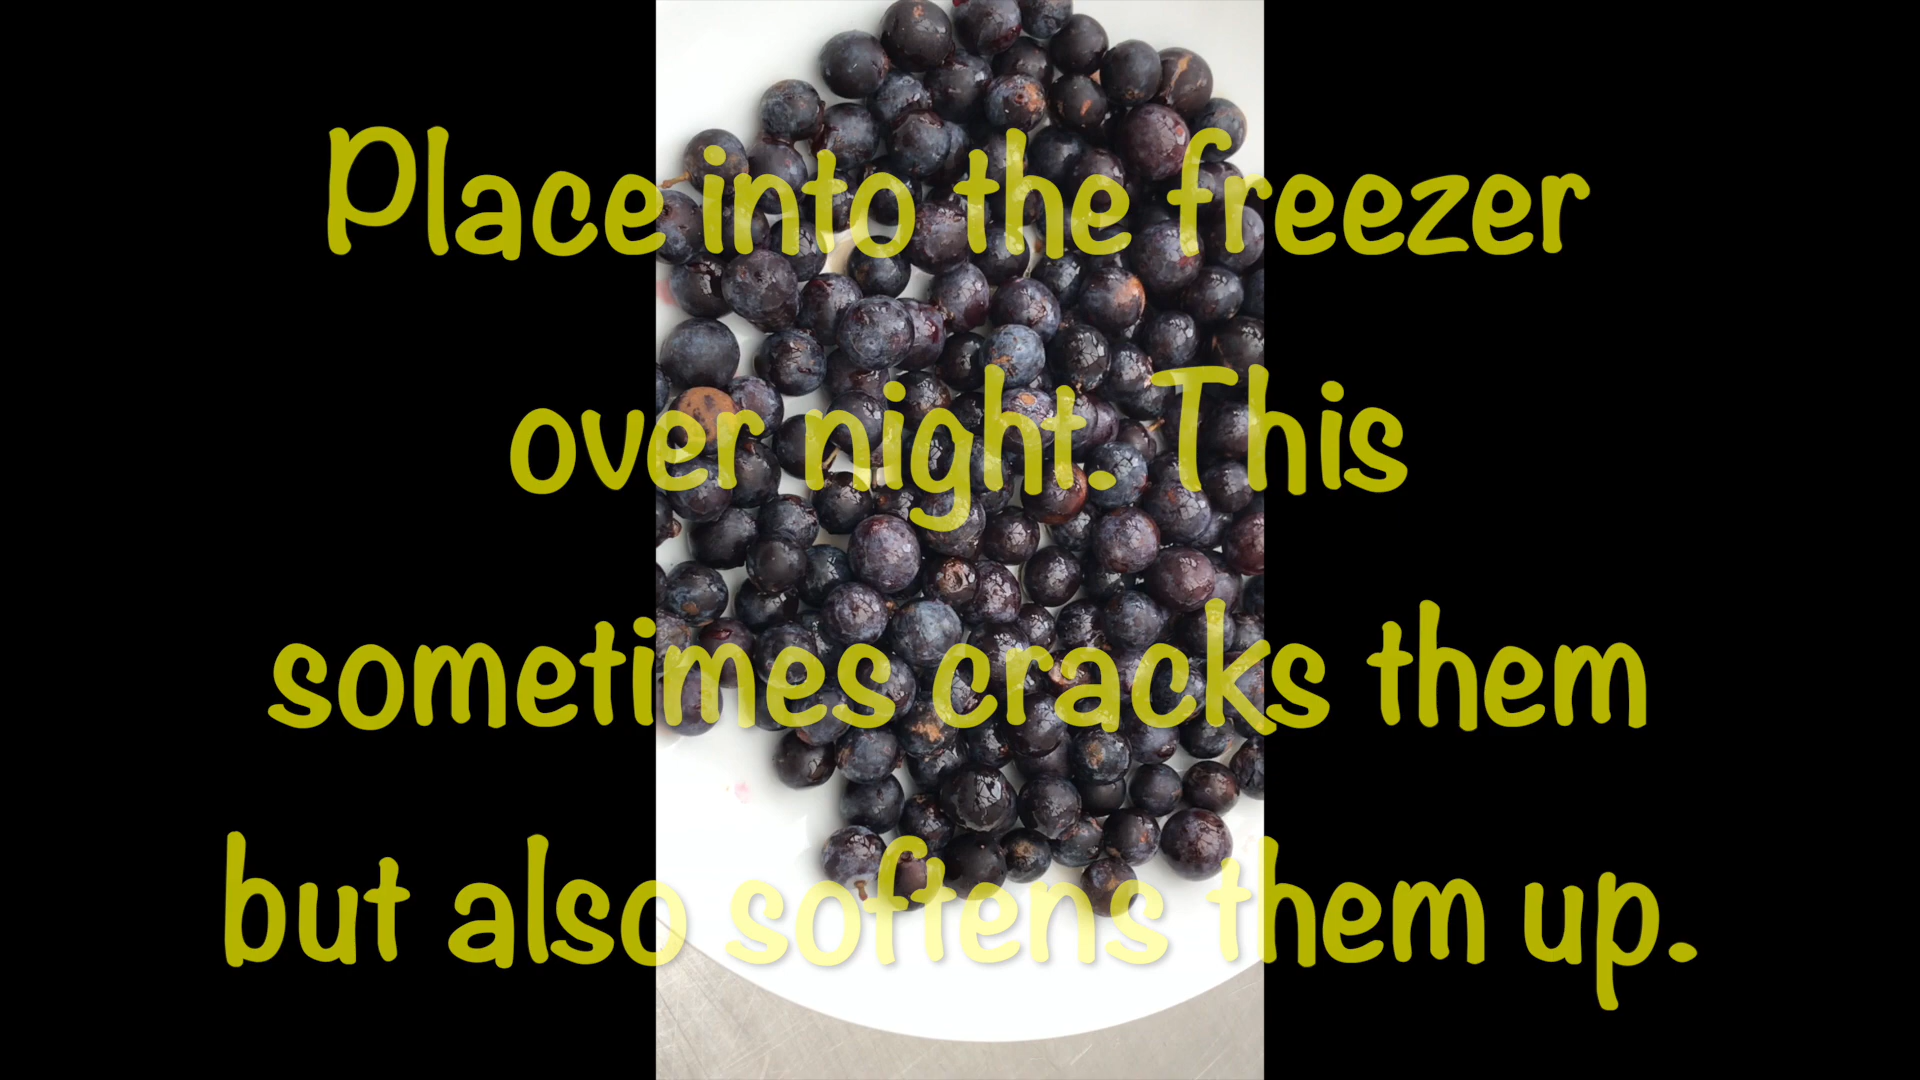 Place into the freezer
over night. This
sometimes cracks them
but also softens them up.